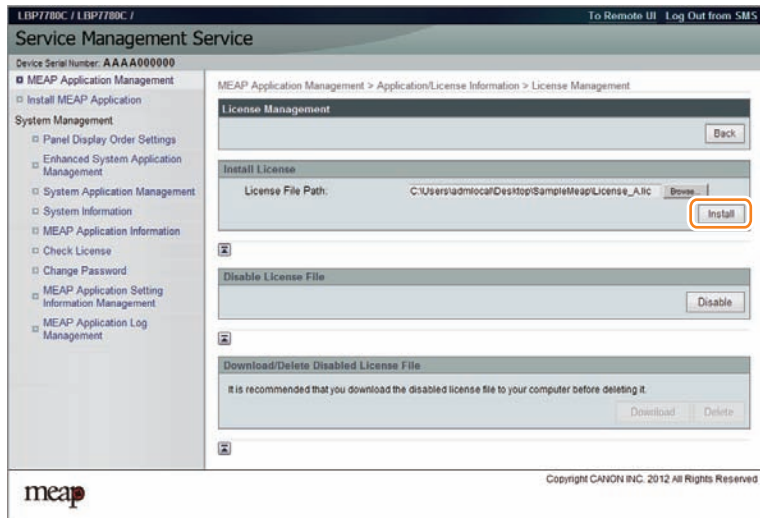 LBP7780C / LBP7780C /
To Remote UI Log Out from SMS
Service Management Service
Device Serial Number: AAAA000000
MEAP Application Management
Install MEAP Application
System Management
Panel Display Order Settings
Enhanced System Application
Management
System Application Management
System Information
MEAP Application Information
Check License
Change Password
MEAP Application Setting
Information Management
MEAP Application Log
Management
MEAP Application Management > Application/License Information > License Management
License Management
Back
Install License
License File Path: C:\Users\admlocal\Desktop\SampleMeap\License_A.lic Browse...
Install
Disable License File
Disable
Download/Delete Disabled License File
It is recommended that you download the disabled license file to your computer before deleting it.
Download Delete
meap
Copyright CANON INC. 2012 All Rights Reserved